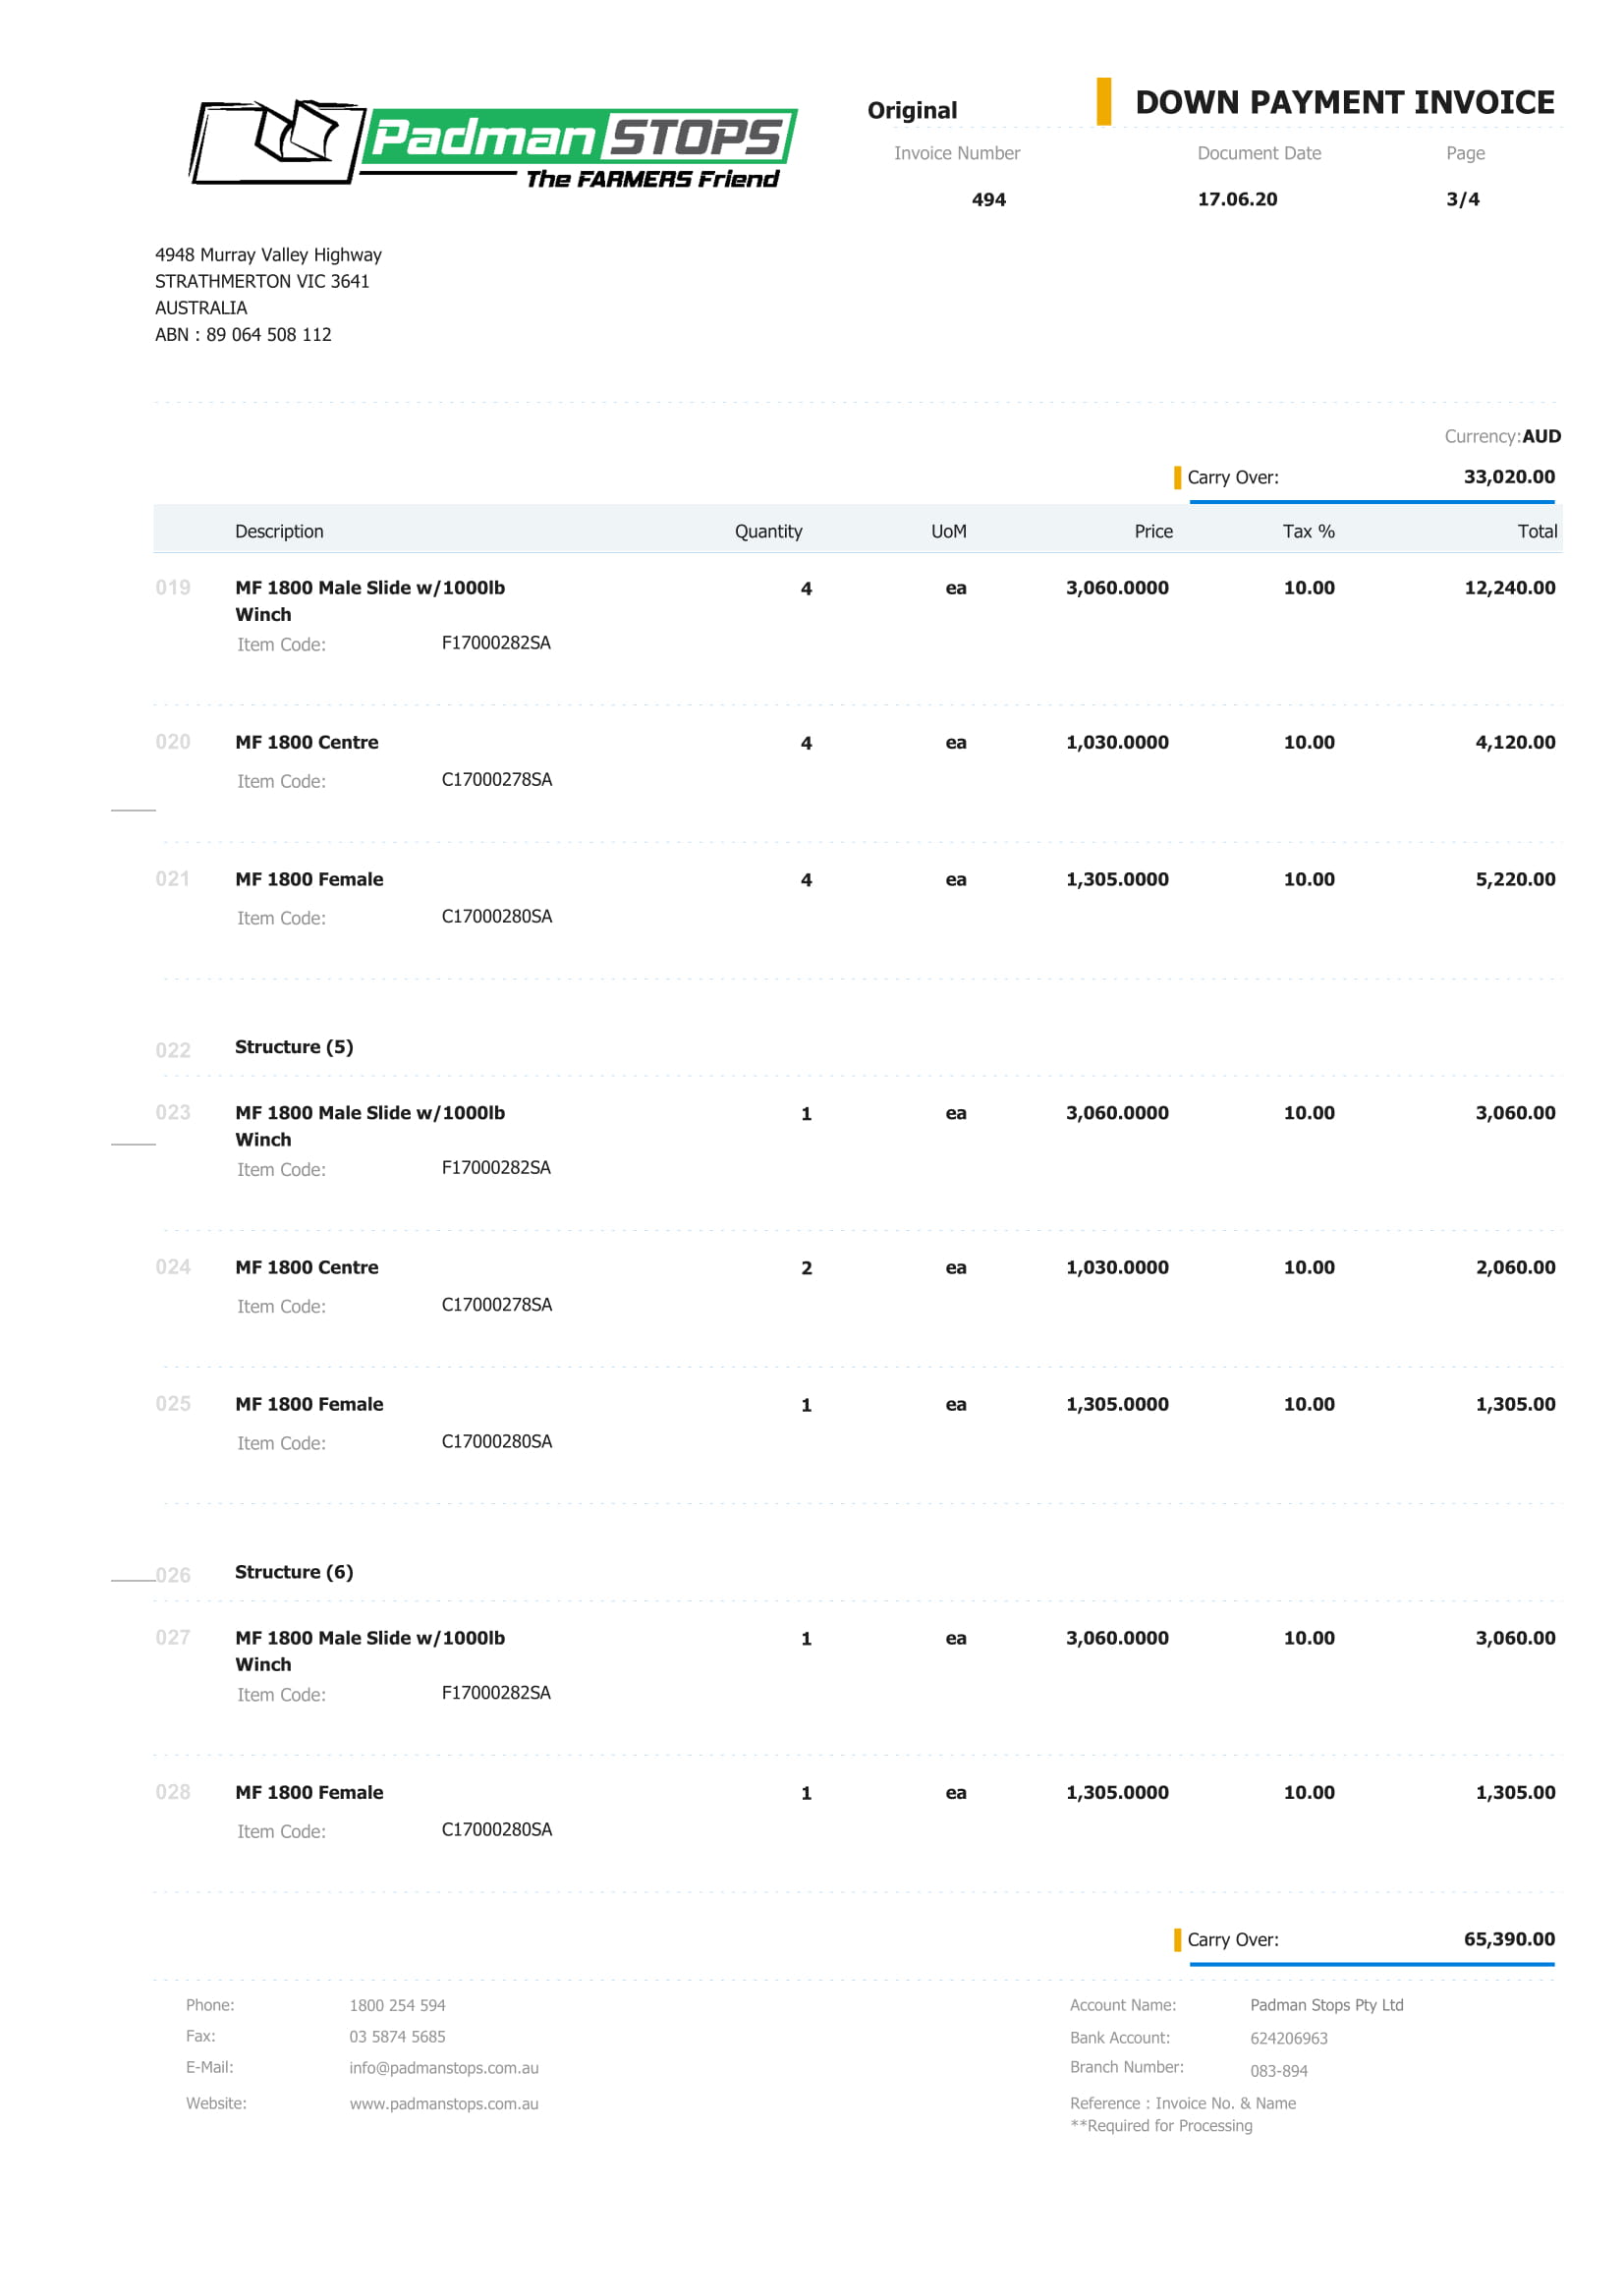 Padman STOPS
The FARMERS Friend
Original
DOWN PAYMENT INVOICE
Invoice Number Document Date Page
494 17.06.20 3/4
4948 Murray Valley Highway
STRATHMERTON VIC 3641
AUSTRALIA
ABN : 89 064 508 112
Currency:AUD
Carry Over: 33,020.00
Description Quantity UoM Price Tax % Total
019 MF 1800 Male Slide w/1000lb 4 ea 3,060.0000 10.00 12,240.00
Winch
Item Code: F17000282SA
020 MF 1800 Centre 4 ea 1,030.0000 10.00 4,120.00
Item Code: C17000278SA
021 MF 1800 Female 4 ea 1,305.0000 10.00 5,220.00
Item Code: C17000280SA
022 Structure (5)
023 MF 1800 Male Slide w/1000lb 1 ea 3,060.0000 10.00 3,060.00
Winch
Item Code: F17000282SA
024 MF 1800 Centre 2 ea 1,030.0000 10.00 2,060.00
Item Code: C17000278SA
025 MF 1800 Female 1 ea 1,305.0000 10.00 1,305.00
Item Code: C17000280SA
026 Structure (6)
027 MF 1800 Male Slide w/1000lb 1 ea 3,060.0000 10.00 3,060.00
Winch
Item Code: F17000282SA
028 MF 1800 Female 1 ea 1,305.0000 10.00 1,305.00
Item Code: C17000280SA
Carry Over: 65,390.00
Phone: 1800 254 594 Account Name: Padman Stops Pty Ltd
Fax: 03 5874 5685 Bank Account: 624206963
E-Mail: info@padmanstops.com.au Branch Number: 083-894
Website: www.padmanstops.com.au Reference : Invoice No. & Name
**Required for Processing